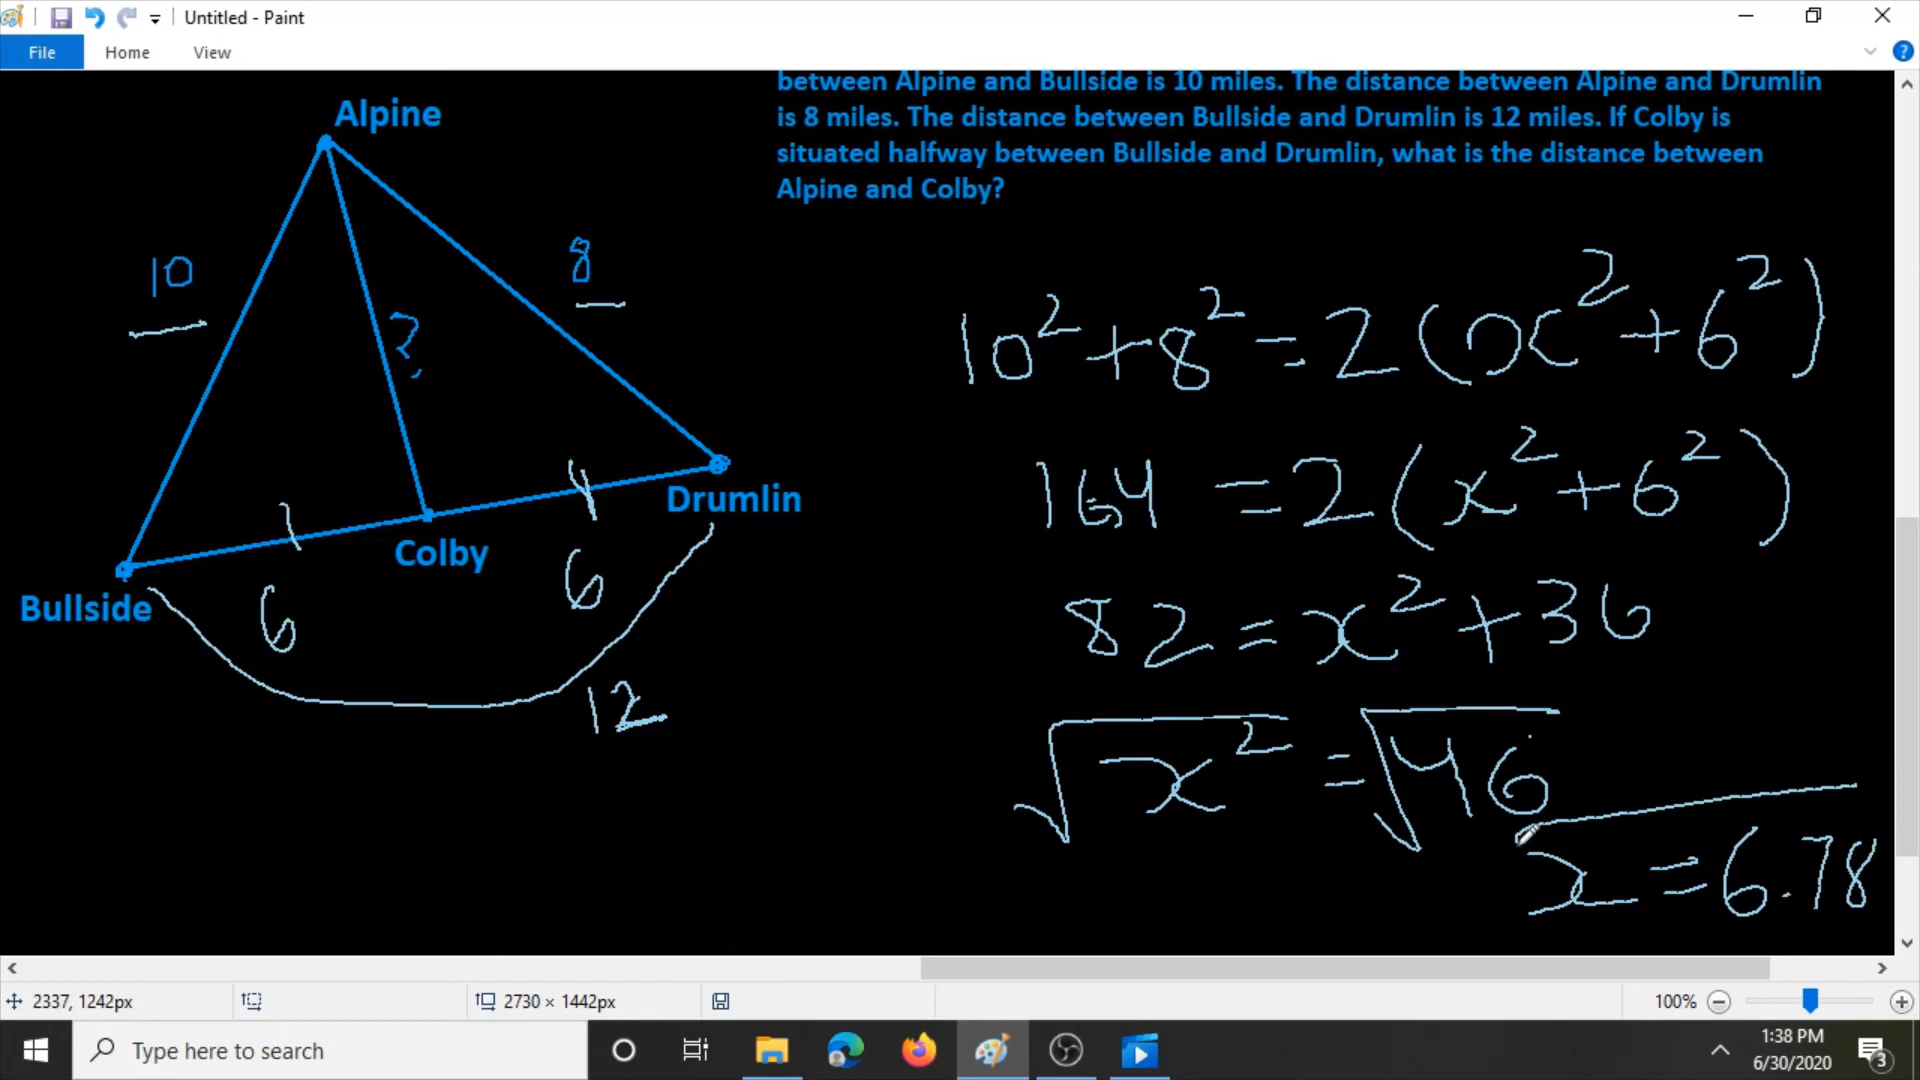 Untitled - Paint
File Home View
between Alpine and Bullside is 10 miles. The distance between Alpine and Drumlin
is 8 miles. The distance between Bullside and Drumlin is 12 miles. If Colby is
situated halfway between Bullside and Drumlin, what is the distance between
Alpine and Colby?
Alpine
10
8
?
Drumlin
Colby
Bullside
6
6
12
10² + 8² = 2(x² + 6²)
164 = 2(x² + 6²)
82 = x² + 36
√x² = √46
x = 6.78
2337, 1242px
2730 × 1442px
100%
Type here to search
1:38 PM
6/30/2020
3